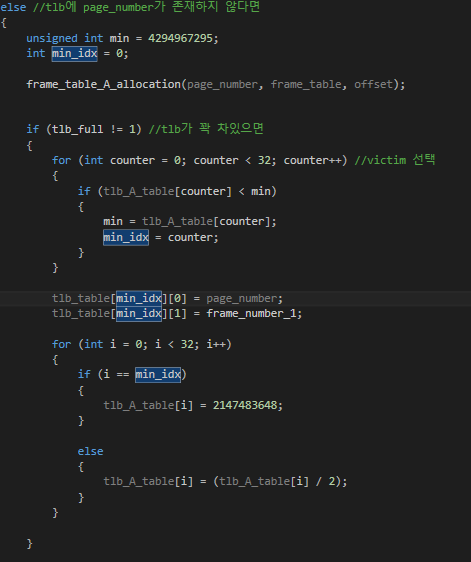 else //tlb에 page_number가 존재하지 않다면
{
unsigned int min = 4294967295;
int min_idx = 0;
frame_table_A_allocation(page_number, frame_table, offset);
if (tlb_full != 1) //tlb가 꽉 차있으면
{
for (int counter = 0; counter < 32; counter++) //victim 선택
{
if (tlb_A_table[counter] < min)
{
min = tlb_A_table[counter];
min_idx = counter;
}
}
tlb_table[min_idx][0] = page_number;
tlb_table[min_idx][1] = frame_number_1;
for (int i = 0; i < 32; i++)
{
if (i == min_idx)
{
tlb_A_table[i] = 2147483648;
}
else
{
tlb_A_table[i] = (tlb_A_table[i] / 2);
}
}
}